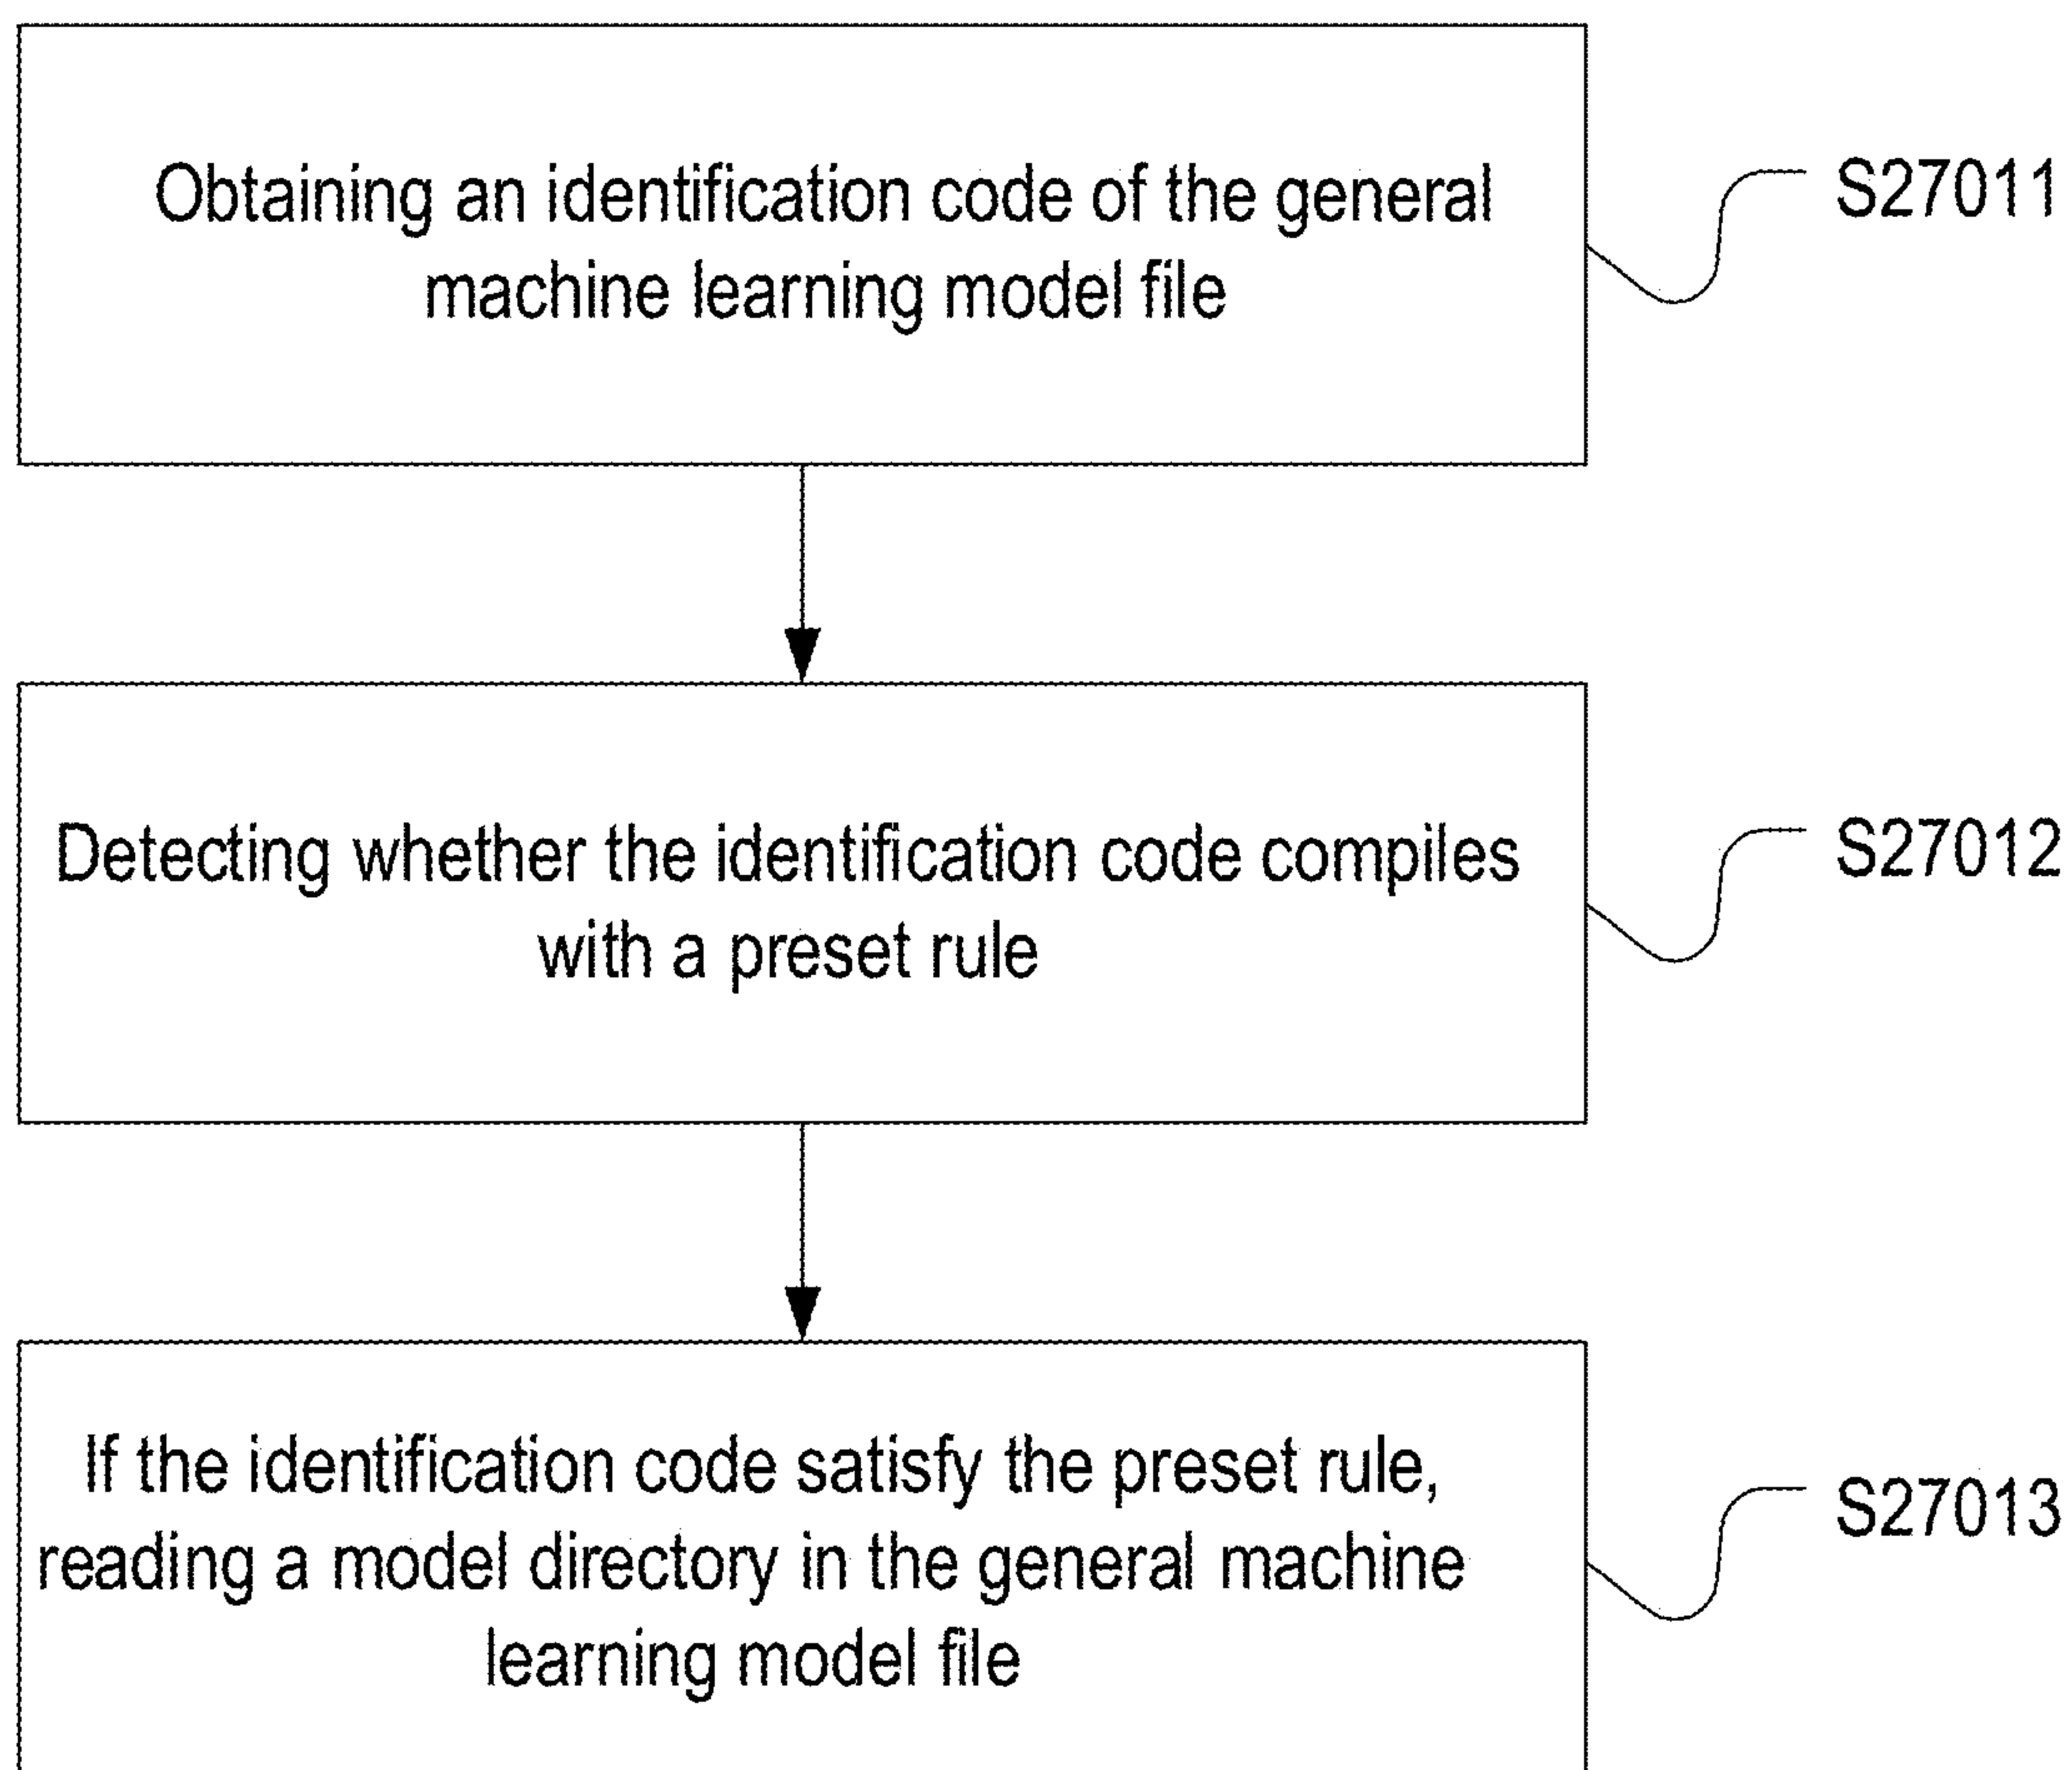 Obtaining an identification code of the general
machine learning model file
S27011
Detecting whether the identification code compiles
with a preset rule
S27012
If the identification code satisfy the preset rule,
reading a model directory in the general machine
learning model file
S27013